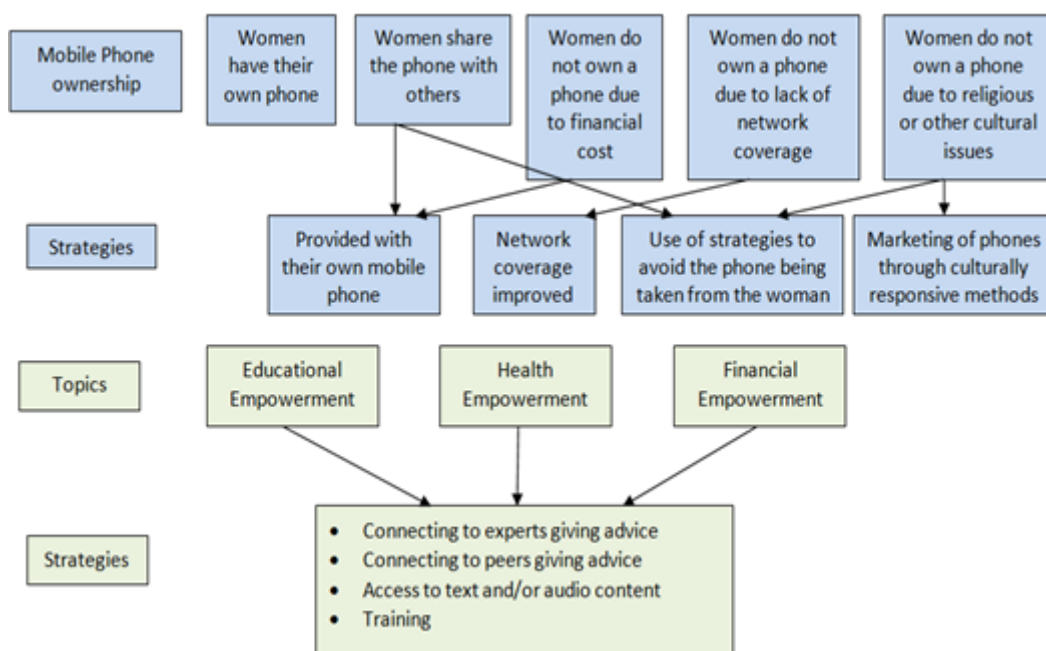 Mobile Phone
ownership
Women
have their
own phone
Women share
the phone with
others
Women do
not own a
phone due
to financial
cost
Women do not
own a phone
due to lack of
network
coverage
Women do not
own a phone
due to religious
or other cultural
issues
Strategies
Provided with
their own mobile
phone
Network
coverage
improved
Use of strategies to
avoid the phone being
taken from the woman
Marketing of phones
through culturally
responsive methods
Topics
Educational
Empowerment
Health
Empowerment
Financial
Empowerment
Strategies
• Connecting to experts giving advice
• Connecting to peers giving advice
• Access to text and/or audio content
• Training